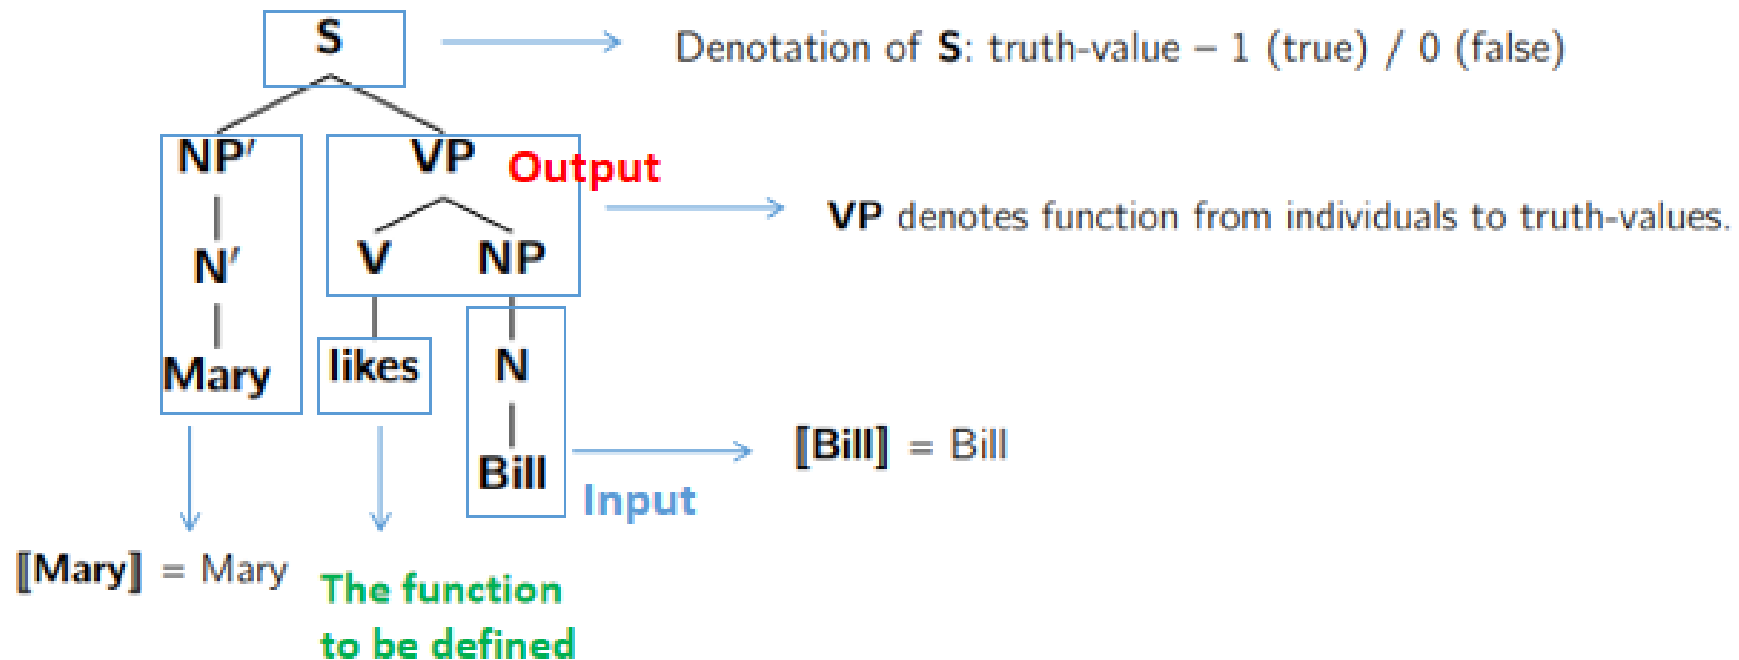 S
Denotation of S: truth-value – 1 (true) / 0 (false)
NP′ VP Output
VP denotes function from individuals to truth-values.
N′ V NP
Mary likes N
Bill
⟦Bill⟧ = Bill
Input
⟦Mary⟧ = Mary
The function
to be defined